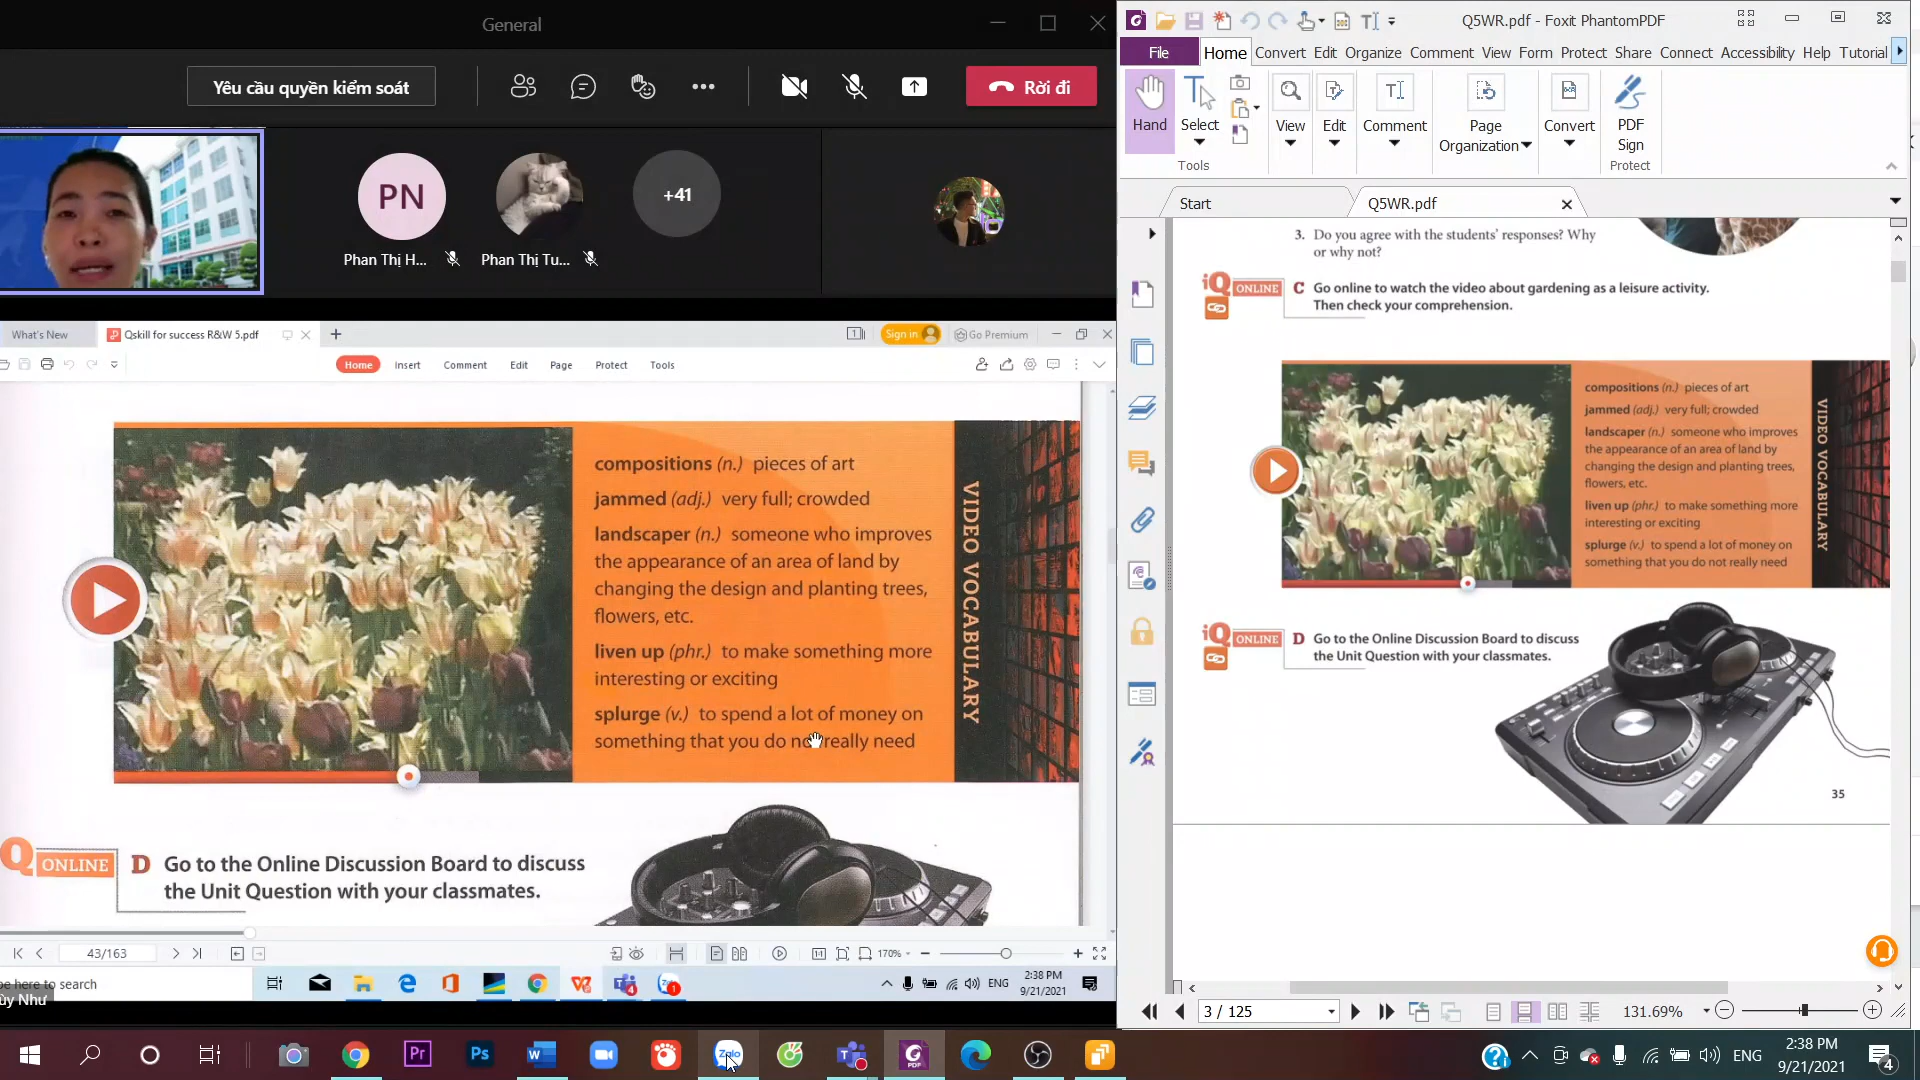 General
Yêu cầu quyền kiểm soát
Rời đi
PN
+41
Phan Thị H...
Phan Thị Tu...
What's New
Qskill for success R&W 5.pdf
Sign in
Go Premium
Home Insert Comment Edit Page Protect Tools
compositions (n.) pieces of art
jammed (adj.) very full; crowded
landscaper (n.) someone who improves
the appearance of an area of land by
changing the design and planting trees,
flowers, etc.
liven up (phr.) to make something more
interesting or exciting
splurge (v.) to spend a lot of money on
something that you do not really need
VIDEO VOCABULARY
Q ONLINE
D Go to the Online Discussion Board to discuss
the Unit Question with your classmates.
43/163
170%
pe here to search
ùy Như
ENG
2:38 PM
9/21/2021
Q5WR.pdf - Foxit PhantomPDF
File Home Convert Edit Organize Comment View Form Protect Share Connect Accessibility Help Tutorial
Hand
Select
View
Edit
Comment
Page
Organization
Convert
PDF
Sign
Tools
Protect
Start
Q5WR.pdf
3. Do you agree with the students' responses? Why
or why not?
iQ ONLINE
C Go online to watch the video about gardening as a leisure activity.
Then check your comprehension.
compositions (n.) pieces of art
jammed (adj.) very full; crowded
landscaper (n.) someone who improves
the appearance of an area of land by
changing the design and planting trees,
flowers, etc.
liven up (phr.) to make something more
interesting or exciting
splurge (v.) to spend a lot of money on
something that you do not really need
VIDEO VOCABULARY
iQ ONLINE
D Go to the Online Discussion Board to discuss
the Unit Question with your classmates.
35
3 / 125
131.69%
Pr
Ps
Zalo
PDF
ENG
2:38 PM
9/21/2021
4